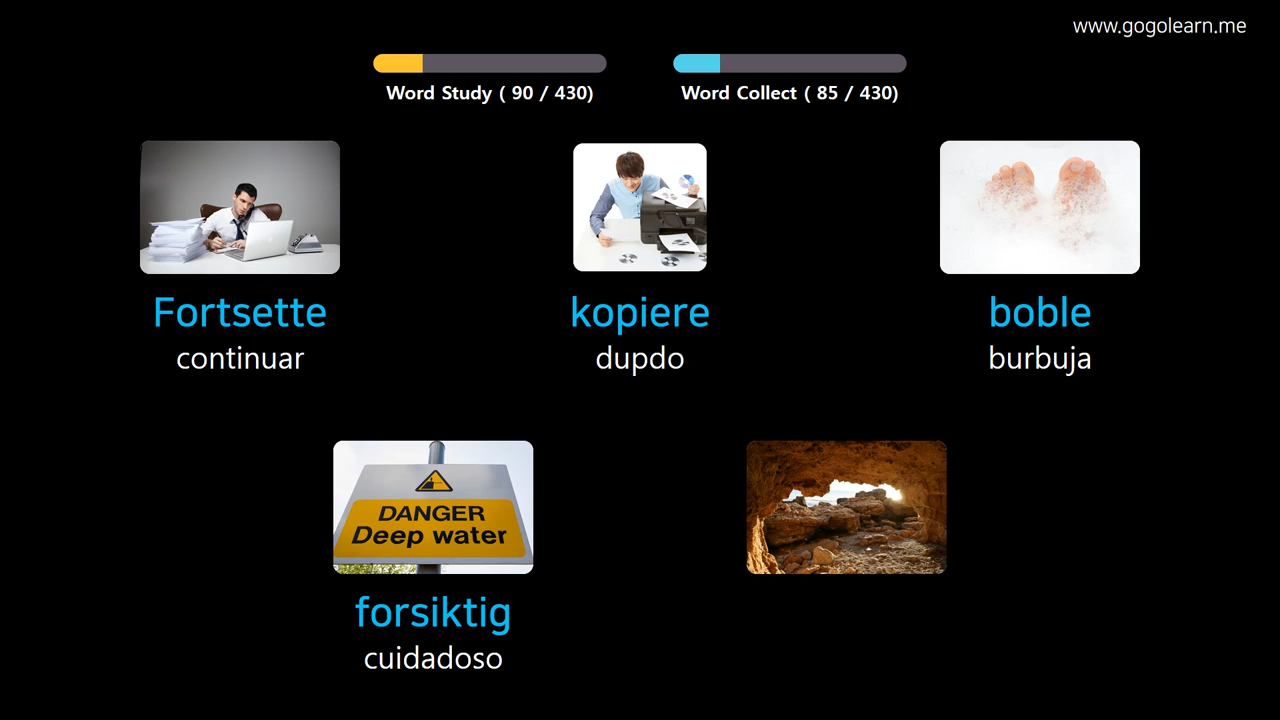 www.gogolearn.me
Word Study ( 90 / 430)
Word Collect ( 85 / 430)
Fortsette
continuar
kopiere
dupdo
boble
burbuja
DANGER
Deep water
forsiktig
cuidadoso